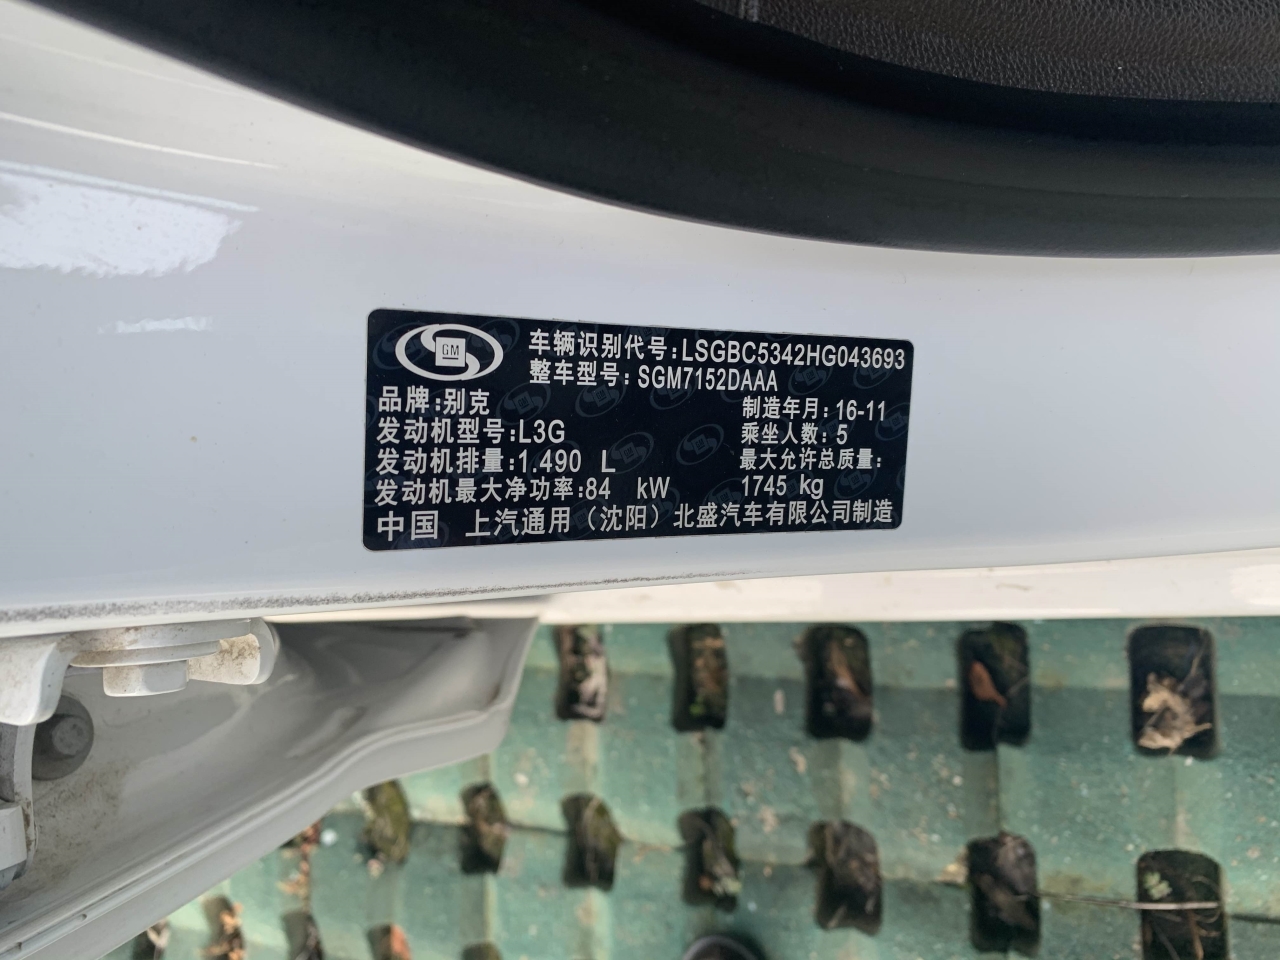 GM
车辆识别代号:LSGBC5342HG043693
整车型号:SGM7152DAAA
品牌:别克 制造年月:16-11
发动机型号:L3G 乘坐人数:5
发动机排量:1.490 L 最大允许总质量:
发动机最大净功率:84 kW 1745 kg
中国 上汽通用（沈阳）北盛汽车有限公司制造